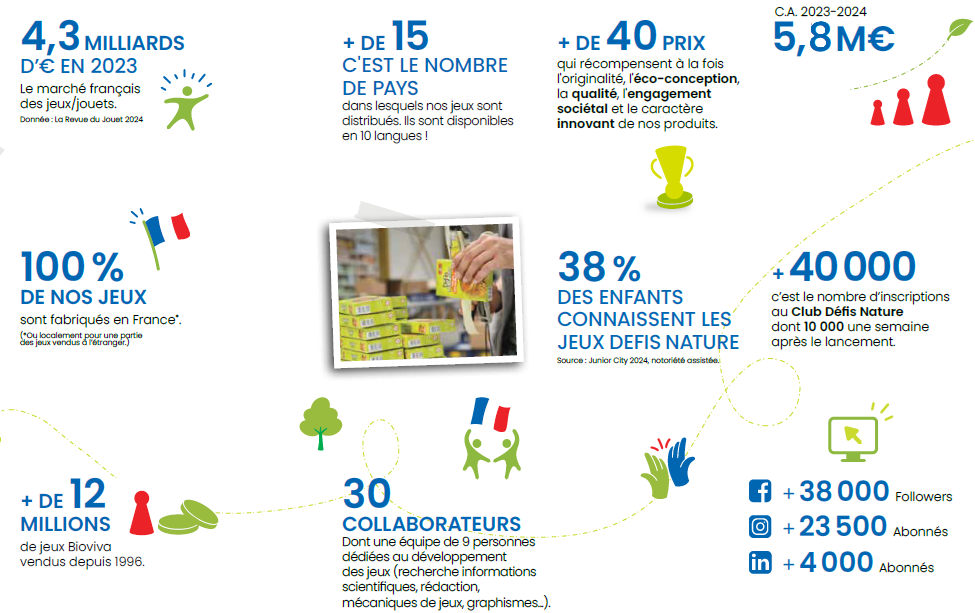 4,3 MILLIARDS
D'€ EN 2023
Le marché français
des jeux/jouets.
Donnée : La Revue du Jouet 2024
+ DE 15
C'EST LE NOMBRE
DE PAYS
dans lesquels nos jeux sont
distribués. Ils sont disponibles
en 10 langues !
+ DE 40 PRIX
qui récompensent à la fois
l'originalité, l'éco-conception,
la qualité, l'engagement
sociétal et le caractère
innovant de nos produits.
C.A. 2023-2024
5,8 M€
100 %
DE NOS JEUX
sont fabriqués en France*.
(*Ou localement pour une partie
des jeux vendus à l'étranger.)
38 %
DES ENFANTS
CONNAISSENT LES
JEUX DEFIS NATURE
Source : Junior City 2024, notoriété assistée.
+ 40 000
c'est le nombre d'inscriptions
au Club Défis Nature
dont 10 000 une semaine
après le lancement.
+ DE 12
MILLIONS
de jeux Bioviva
vendus depuis 1996.
30
COLLABORATEURS
Dont une équipe de 9 personnes
dédiées au développement
des jeux (recherche informations
scientifiques, rédaction,
mécaniques de jeux, graphismes...).
+ 38 000 Followers
+ 23 500 Abonnés
+ 4 000 Abonnés